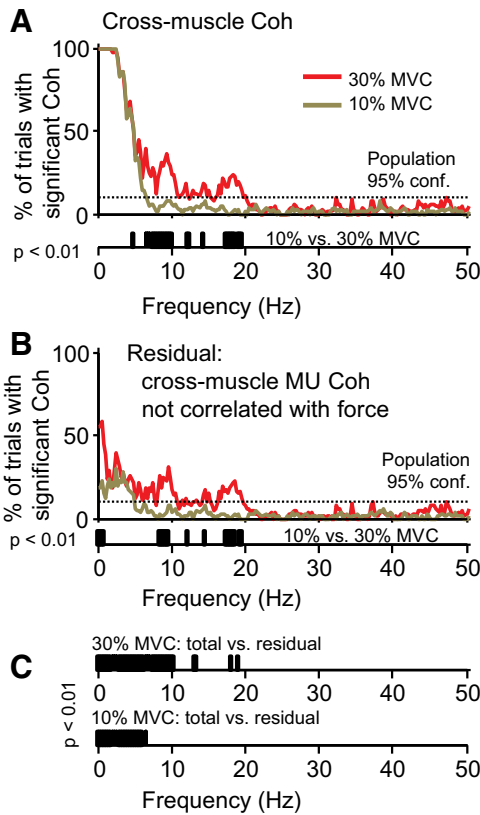 A
Cross-muscle Coh
% of trials with
significant Coh
100
50
0
30% MVC
10% MVC
Population
95% conf.
p < 0.01
10% vs. 30% MVC
0 10 20 30 40 50
Frequency (Hz)
B
Residual:
cross-muscle MU Coh
not correlated with force
% of trials with
significant Coh
100
50
0
Population
95% conf.
p < 0.01
10% vs. 30% MVC
0 10 20 30 40 50
Frequency (Hz)
C
p < 0.01
30% MVC: total vs. residual
10% MVC: total vs. residual
0 10 20 30 40 50
Frequency (Hz)